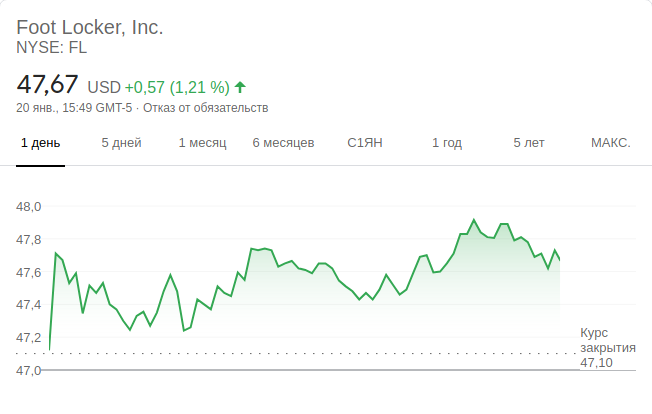 Foot Locker, Inc.
NYSE: FL
47,67 USD +0,57 (1,21 %)
20 янв., 15:49 GMT-5 · Отказ от обязательств
1 день 5 дней 1 месяц 6 месяцев С1ЯН 1 год 5 лет МАКС.
48,0
47,8
47,6
47,4
47,2
47,0
Курс
закрытия
47,10